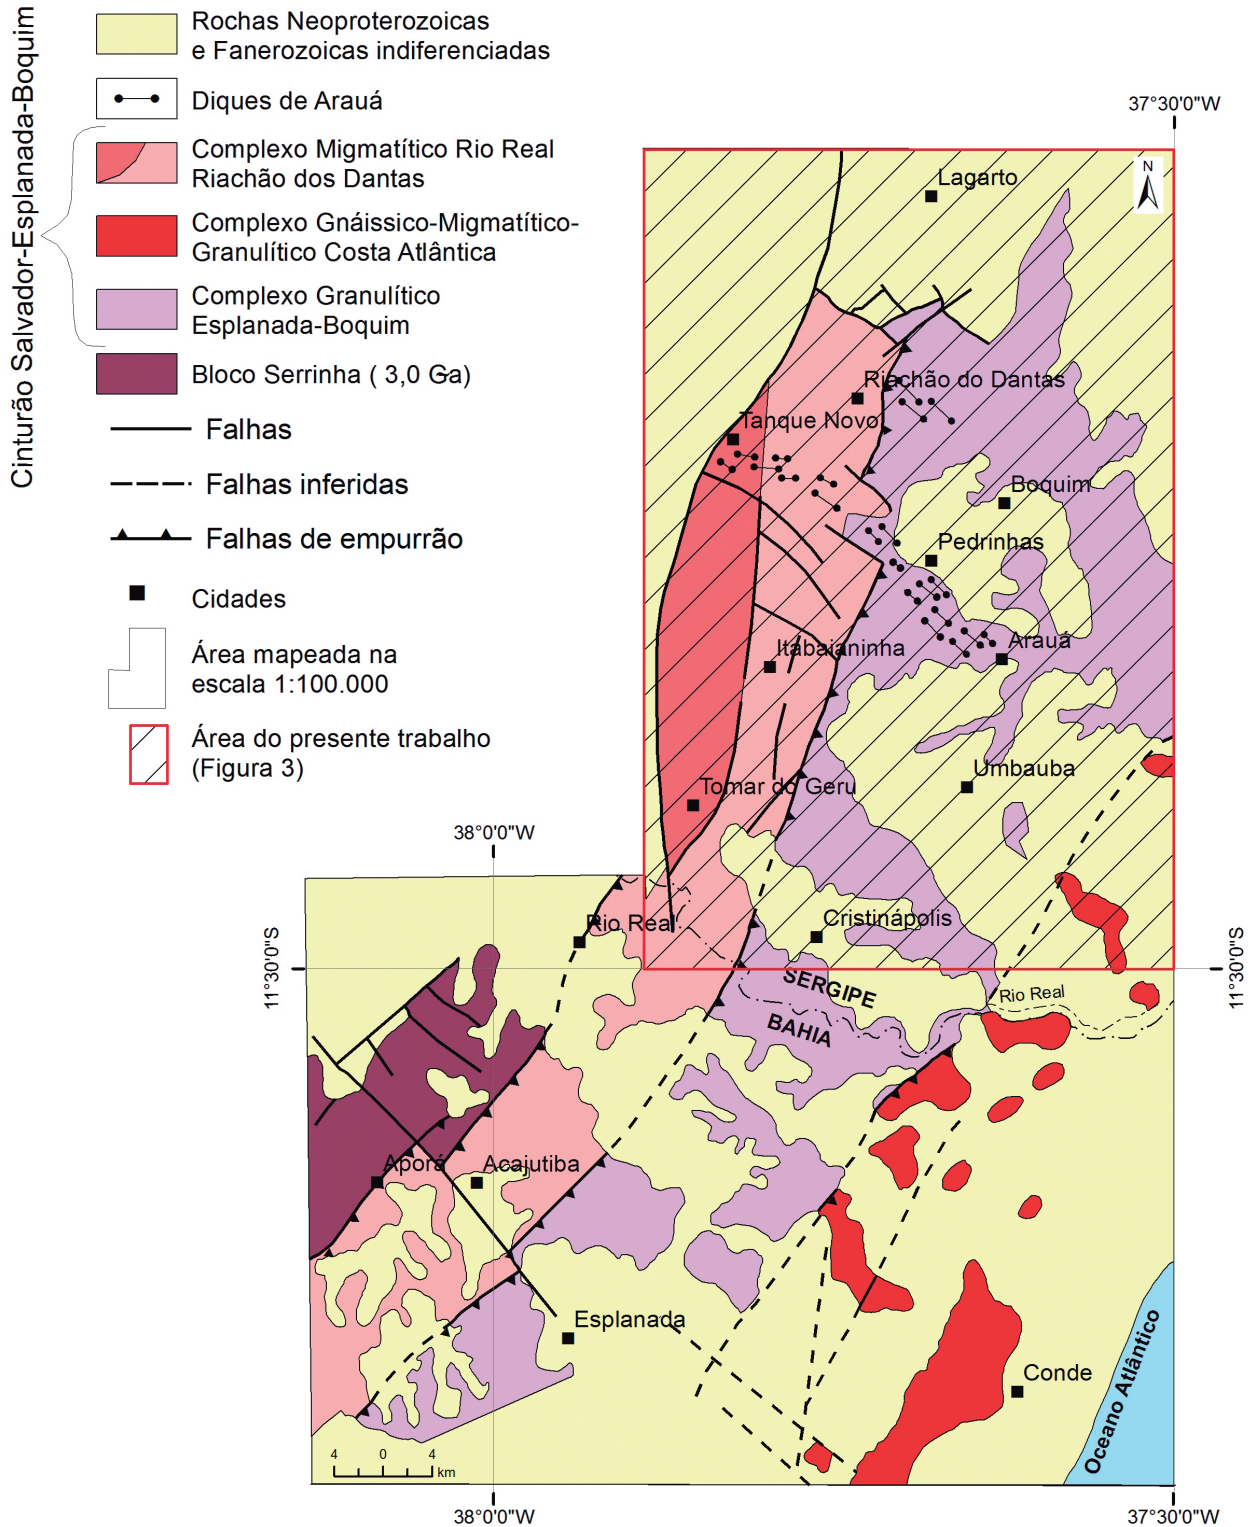 Cinturão Salvador-Esplanada-Boquim
Rochas Neoproterozoicas
e Fanerozoicas indiferenciadas
Diques de Arauá
Complexo Migmatítico Rio Real
Riachão dos Dantas
Complexo Gnáissico-Migmatítico-
Granulítico Costa Atlântica
Complexo Granulítico
Esplanada-Boquim
Bloco Serrinha ( 3,0 Ga)
Falhas
Falhas inferidas
Falhas de empurrão
Cidades
Área mapeada na
escala 1:100.000
Área do presente trabalho
(Figura 3)
37°30'0"W
N
Lagarto
Riachão do Dantas
Tanque Novo
Boquim
Pedrinhas
Arauá
Itabaianinha
Umbauba
Tomar do Geru
38°0'0"W
Cristinápolis
Rio Real
11°30'0"S
11°30'0"S
SERGIPE
Rio Real
BAHIA
Aporá
Acajutiba
Esplanada
Conde
Oceano Atlântico
4 0 4
km
38°0'0"W
37°30'0"W